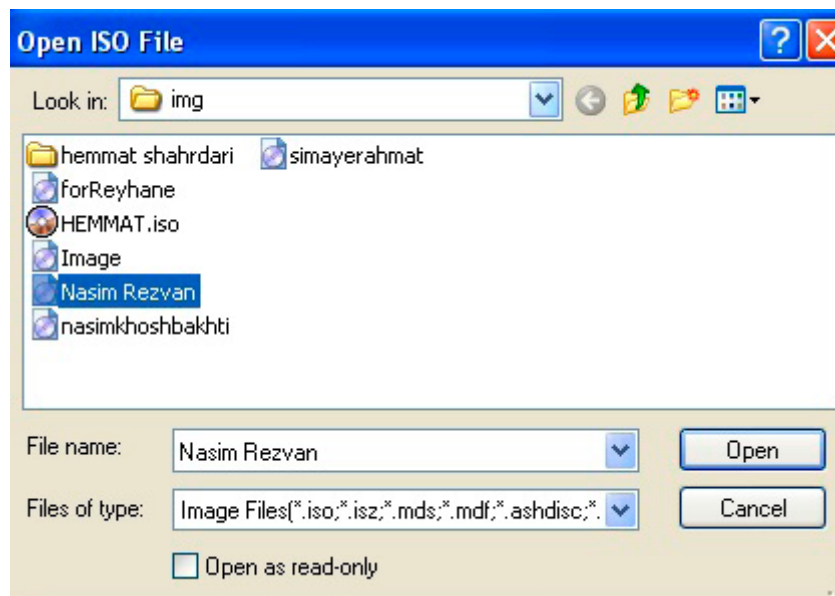 Open ISO File
Look in: img
hemmat shahrdari simayerahmat
forReyhane
HEMMAT.iso
Image
Nasim Rezvan
nasimkhoshbakhti
File name: Nasim Rezvan Open
Files of type: Image Files(*.iso;*.isz;*.mds;*.mdf;*.ashdisc;*. Cancel
Open as read-only